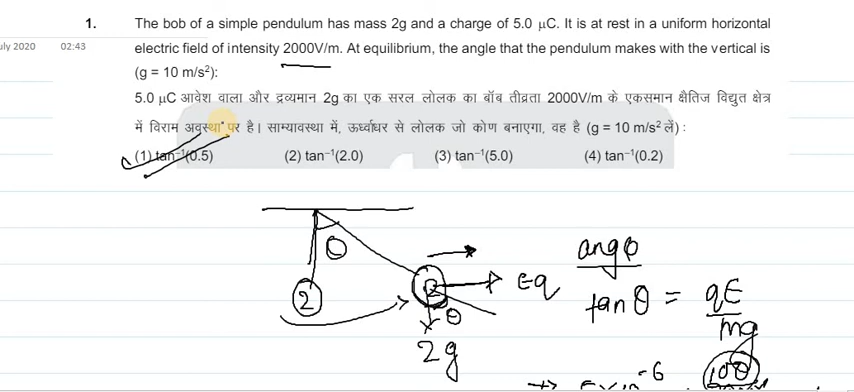 1. The bob of a simple pendulum has mass 2g and a charge of 5.0 μC. It is at rest in a uniform horizontal
uly 2020 02:43 electric field of intensity 2000V/m. At equilibrium, the angle that the pendulum makes with the vertical is
(g = 10 m/s²):
5.0 μC आवेश वाला और द्रव्यमान 2g का एक सरल लोलक का बॉब तीव्रता 2000V/m के एकसमान क्षैतिज विद्युत क्षेत्र
में विराम अवस्था पर है। साम्यावस्था में, ऊर्ध्वाधर से लोलक जो कोण बनाएगा, वह है (g = 10 m/s² लें) :
(1) tan⁻¹(0.5) (2) tan⁻¹(2.0) (3) tan⁻¹(5.0) (4) tan⁻¹(0.2)
θ
ang θ
2 Eq tan θ = qE
θ mg
2g
100